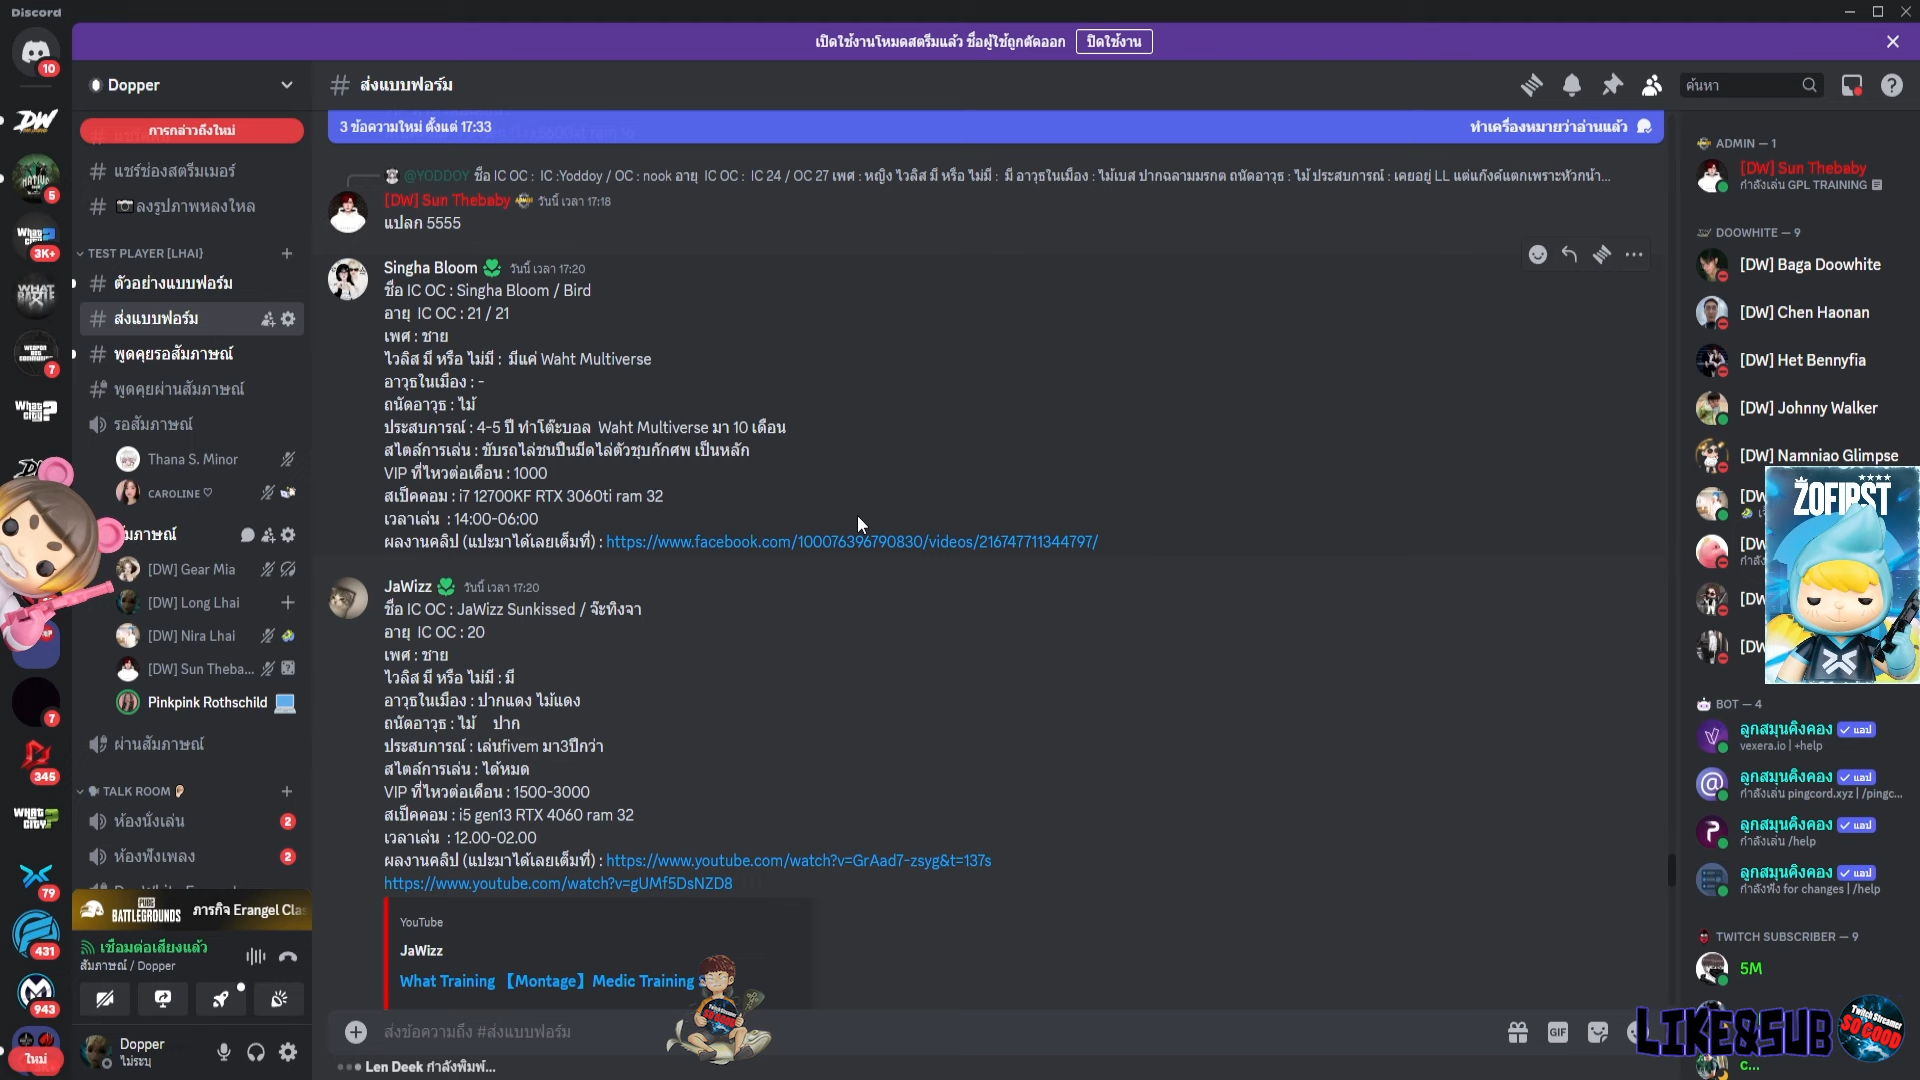 Discord
เปิดใช้งานโหมดสตรีมแล้ว ชื่อผู้ใช้ถูกตัดออก ปิดใช้งาน
10
5
3K+
7
7
345
79
431
943
ใหม่
Dopper
การกล่าวถึงใหม่
แชร์ช่องสตรีมเมอร์
ลงรูปภาพหลงใหล
TEST PLAYER [LHAI}
ตัวอย่างแบบฟอร์ม
ส่งแบบฟอร์ม
พูดคุยรอสัมภาษณ์
พูดคุยผ่านสัมภาษณ์
รอสัมภาษณ์
Thana S. Minor
CAROLINE ♡
[DW] Gear Mia
[DW] Long Lhai
[DW] Nira Lhai
[DW] Sun Theba...
Pinkpink Rothschild
ผ่านสัมภาษณ์
TALK ROOM
ห้องนั่งเล่น 2
ห้องฟังเพลง 2
PUBG BATTLEGROUNDS ภารกิจ Erangel Clas
เชื่อมต่อเสียงแล้ว
สัมภาษณ์ / Dopper
Dopper
ไม่ระบุ
ส่งแบบฟอร์ม
ค้นหา
3 ข้อความใหม่ ตั้งแต่ 17:33 ทำเครื่องหมายว่าอ่านแล้ว
@YODDOY ชื่อ IC OC : IC :Yoddoy / OC : nook อายุ IC OC : IC 24 / OC 27 เพศ : หญิง ไวลิส มี หรือ ไม่มี : มี อาวุธในเมือง : ไม้เบส ปากฉลามมรกต ถนัดอาวุธ : ไม้ ประสบการณ์ : เคยอยู่ LL แต่แก๊งค์แตกเพราะหัวกน้า...
[DW] Sun Thebaby วันนี้ เวลา 17:18
แปลก 5555
Singha Bloom วันนี้ เวลา 17:20
ชื่อ IC OC : Singha Bloom / Bird
อายุ IC OC : 21 / 21
เพศ : ชาย
ไวลิส มี หรือ ไม่มี : มีแค่ Waht Multiverse
อาวุธในเมือง : -
ถนัดอาวุธ : ไม้
ประสบการณ์ : 4-5 ปี ทำโต๊ะบอล Waht Multiverse มา 10 เดือน
สไตล์การเล่น : ขับรถไล่ชนปืนมีดไล่ตัวชุบกักศพ เป็นหลัก
VIP ที่ไหวต่อเดือน : 1000
สเป็คคอม : i7 12700KF RTX 3060ti ram 32
เวลาเล่น : 14:00-06:00
ผลงานคลิป (แปะมาได้เลยเต็มที่) : https://www.facebook.com/100076396790830/videos/216747711344797/
JaWizz วันนี้ เวลา 17:20
ชื่อ IC OC : JaWizz Sunkissed / จ๊ะทิงจา
อายุ IC OC : 20
เพศ : ชาย
ไวลิส มี หรือ ไม่มี : มี
อาวุธในเมือง : ปากแดง ไม้แดง
ถนัดอาวุธ : ไม้ ปาก
ประสบการณ์ : เล่นfivem มา3ปีกว่า
สไตล์การเล่น : ได้หมด
VIP ที่ไหวต่อเดือน : 1500-3000
สเป็คคอม : i5 gen13 RTX 4060 ram 32
เวลาเล่น : 12.00-02.00
ผลงานคลิป (แปะมาได้เลยเต็มที่) : https://www.youtube.com/watch?v=GrAad7-zsyg&t=137s
https://www.youtube.com/watch?v=gUMf5DsNZD8
YouTube
JaWizz
What Training 【Montage】Medic Training
ส่งข้อความถึง #ส่งแบบฟอร์ม
GIF
Len Deek กำลังพิมพ์...
ADMIN — 1
[DW] Sun Thebaby
กำลังเล่น GPL TRAINING
DOOWHITE — 9
[DW] Baga Doowhite
[DW] Chen Haonan
[DW] Het Bennyfia
[DW] Johnny Walker
[DW] Namniao Glimpse
ZOFIRST
BOT — 4
ลูกสมุนคิงคอง แอป
vexera.io | +help
ลูกสมุนคิงคอง แอป
กำลังเล่น pingcord.xyz | /pingc...
ลูกสมุนคิงคอง แอป
กำลังเล่น /help
ลูกสมุนคิงคอง แอป
กำลังฟัง for changes | /help
TWITCH SUBSCRIBER — 9
5M
LIKE&SUB
Twitch Streamer
SO GOOD
C...